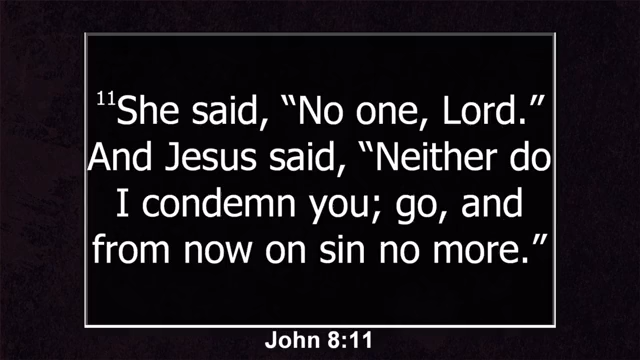 ¹¹She said, “No one, Lord.”
And Jesus said, “Neither do
I condemn you; go, and
from now on sin no more.”
John 8:11